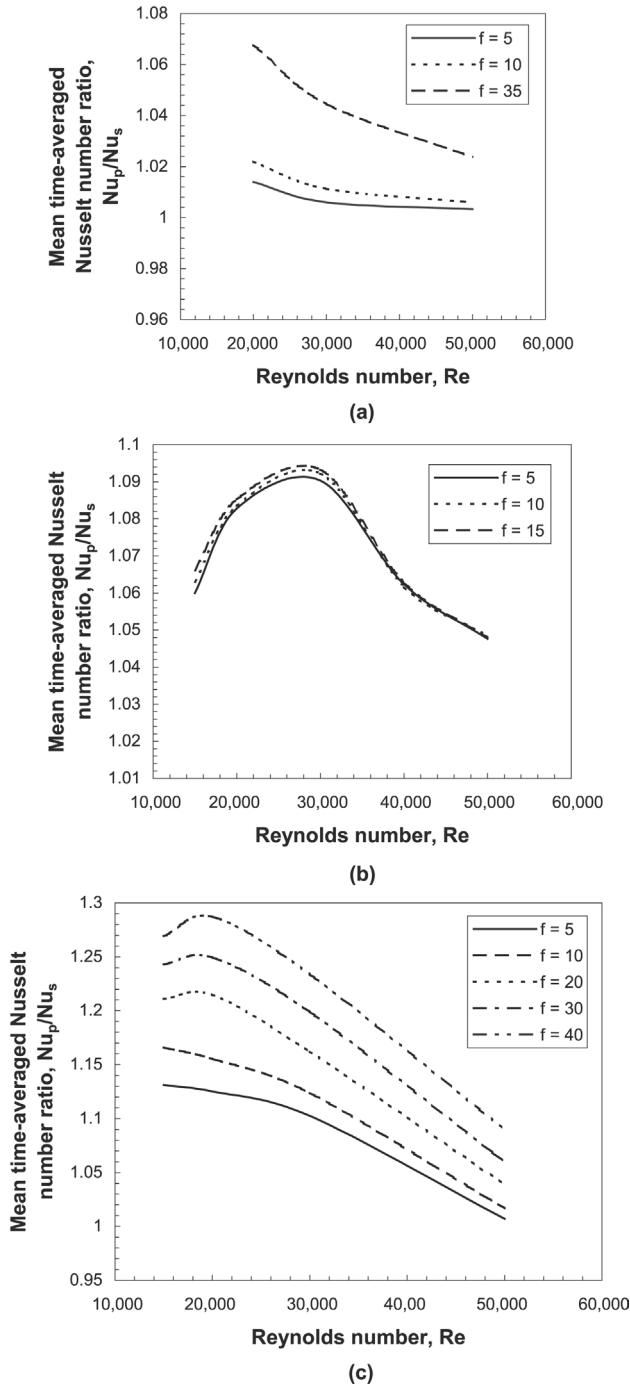 Mean time-averaged
Nusselt number ratio,
Nuₚ/Nuₛ
1.08
1.06
1.04
1.02
1
0.98
0.96
f = 5
f = 10
f = 35
10,000 20,000 30,000 40,000 50,000 60,000
Reynolds number, Re
(a)
Mean time-averaged Nusselt
number ratio, Nuₚ/Nuₛ
1.1
1.09
1.08
1.07
1.06
1.05
1.04
1.03
1.02
1.01
f = 5
f = 10
f = 15
10,000 20,000 30,000 40,000 50,000 60,000
Reynolds number, Re
(b)
Mean time-averaged Nusselt
number ratio, Nuₚ/Nuₛ
1.3
1.25
1.2
1.15
1.1
1.05
1
0.95
f = 5
f = 10
f = 20
f = 30
f = 40
10,000 20,000 30,000 40,00 50,000 60,000
Reynolds number, Re
(c)